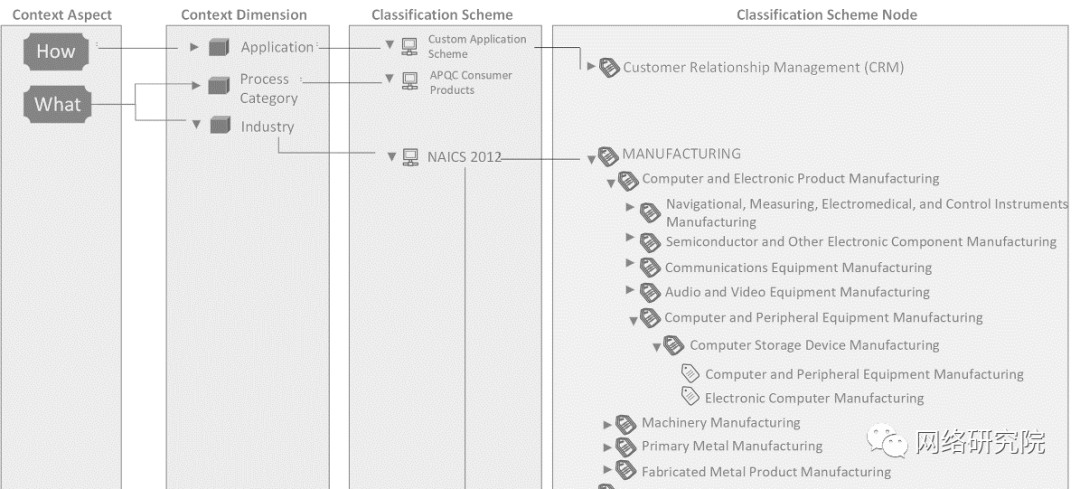 Context Aspect
Context Dimension
Classification Scheme
Classification Scheme Node
How
Application
Custom Application
Scheme
Customer Relationship Management (CRM)
What
Process
Category
APQC Consumer
Products
Industry
NAICS 2012
MANUFACTURING
Computer and Electronic Product Manufacturing
Navigational, Measuring, Electromedical, and Control Instruments
Manufacturing
Semiconductor and Other Electronic Component Manufacturing
Communications Equipment Manufacturing
Audio and Video Equipment Manufacturing
Computer and Peripheral Equipment Manufacturing
Computer Storage Device Manufacturing
Computer and Peripheral Equipment Manufacturing
Electronic Computer Manufacturing
Machinery Manufacturing
Primary Metal Manufacturing
Fabricated Metal Product Manufacturing
网络研究院